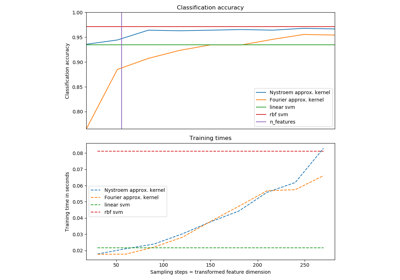 Classification accuracy
1.00
0.95
0.90
0.85
0.80
Classification accuracy
Nystroem approx. kernel
Fourier approx. kernel
linear svm
rbf svm
n_features
Training times
0.08
0.07
0.06
0.05
0.04
0.03
0.02
Training time in seconds
Nystroem approx. kernel
Fourier approx. kernel
linear svm
rbf svm
50
100
150
200
250
Sampling steps = transformed feature dimension